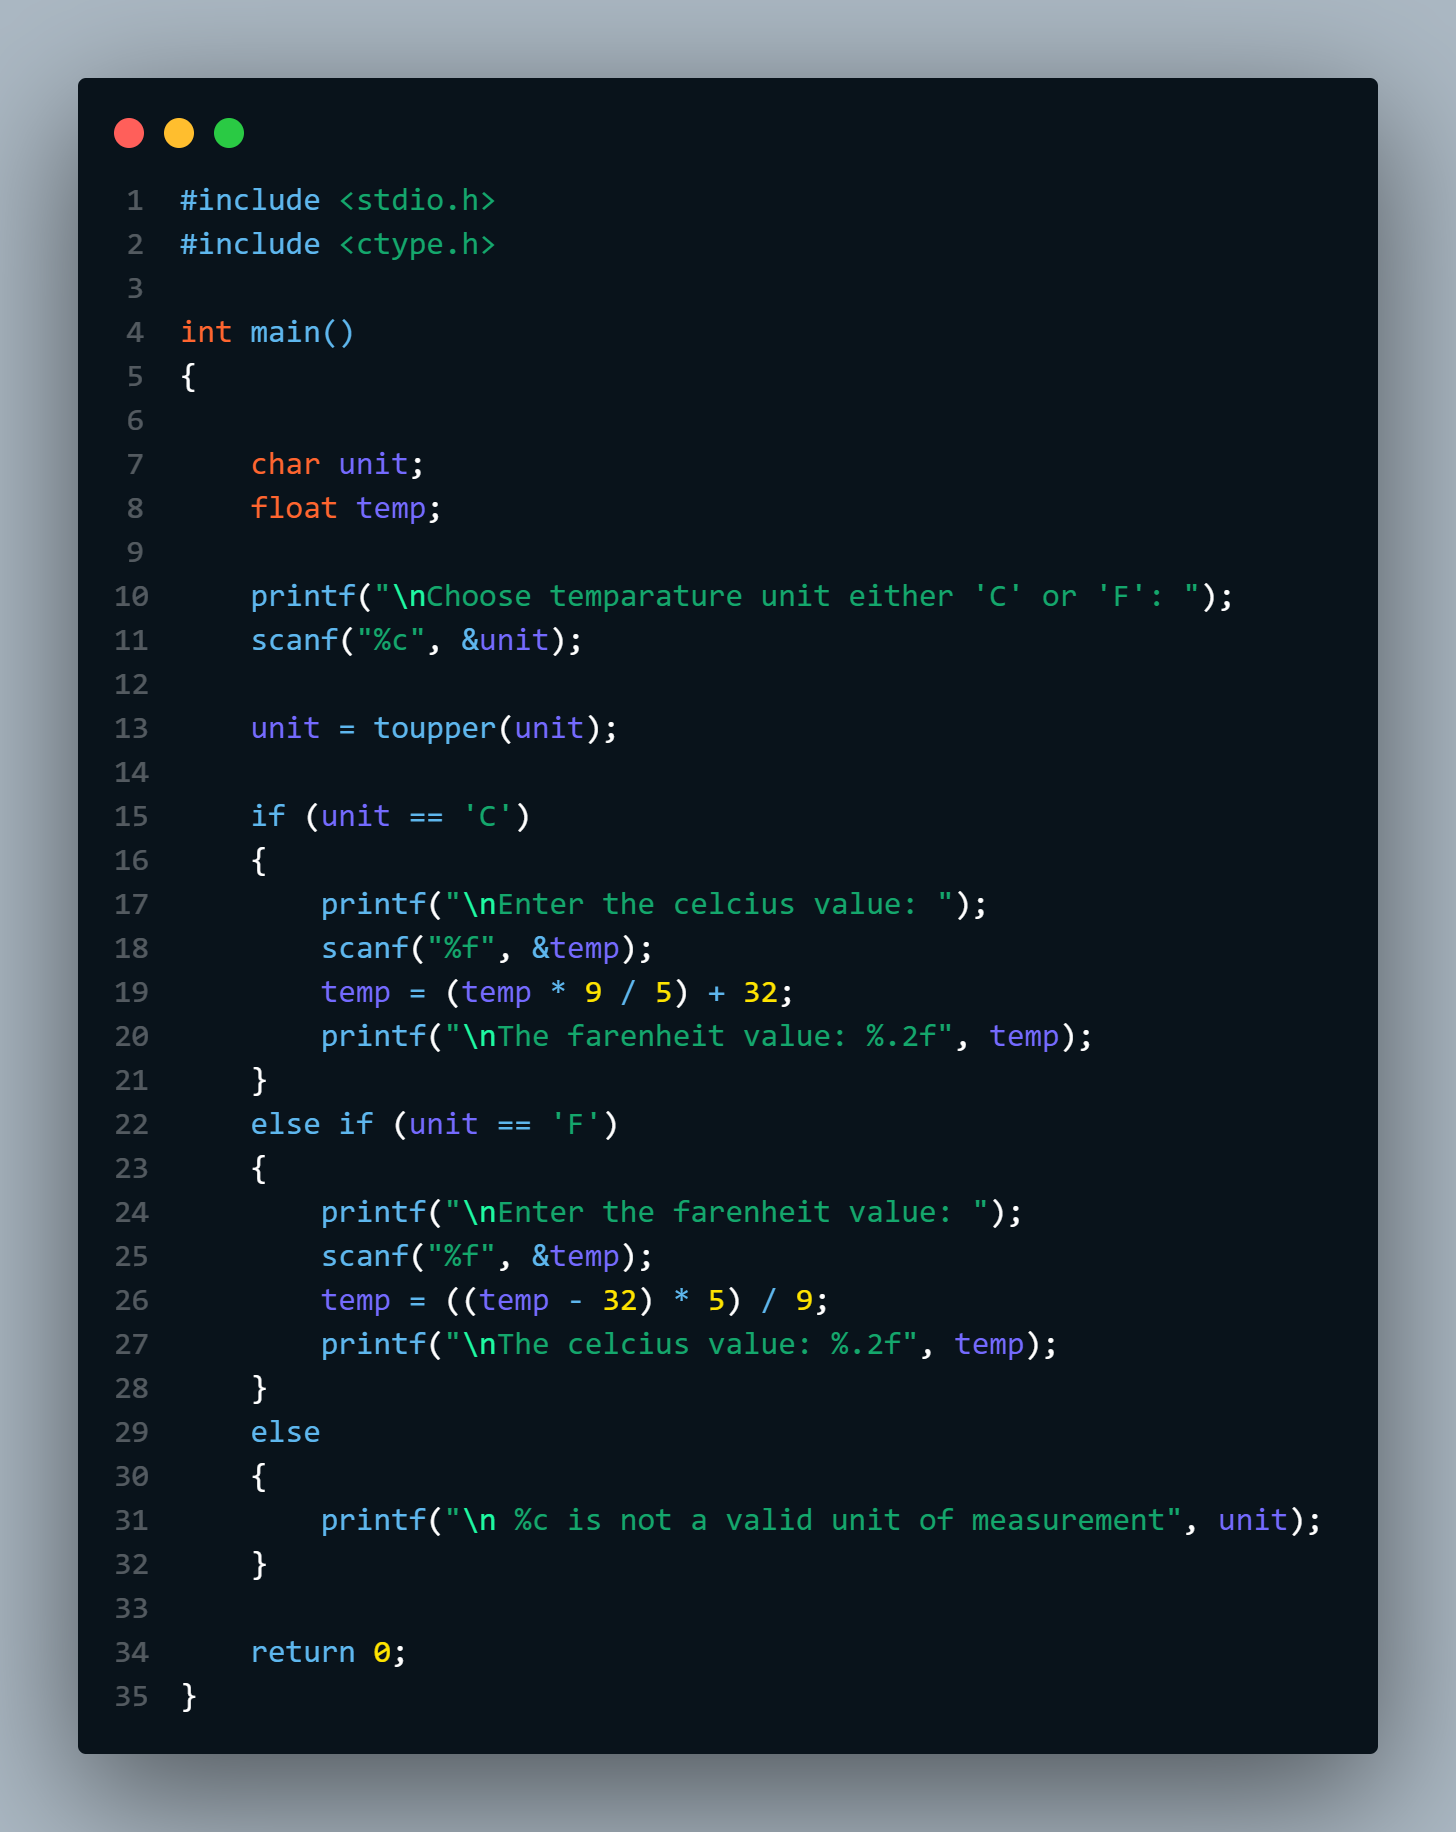 1 #include <stdio.h>
2 #include <ctype.h>
3
4 int main()
5 {
6
7     char unit;
8     float temp;
9
10     printf("\nChoose temparature unit either 'C' or 'F': ");
11     scanf("%c", &unit);
12
13     unit = toupper(unit);
14
15     if (unit == 'C')
16     {
17         printf("\nEnter the celcius value: ");
18         scanf("%f", &temp);
19         temp = (temp * 9 / 5) + 32;
20         printf("\nThe farenheit value: %.2f", temp);
21     }
22     else if (unit == 'F')
23     {
24         printf("\nEnter the farenheit value: ");
25         scanf("%f", &temp);
26         temp = ((temp - 32) * 5) / 9;
27         printf("\nThe celcius value: %.2f", temp);
28     }
29     else
30     {
31         printf("\n %c is not a valid unit of measurement", unit);
32     }
33
34     return 0;
35 }